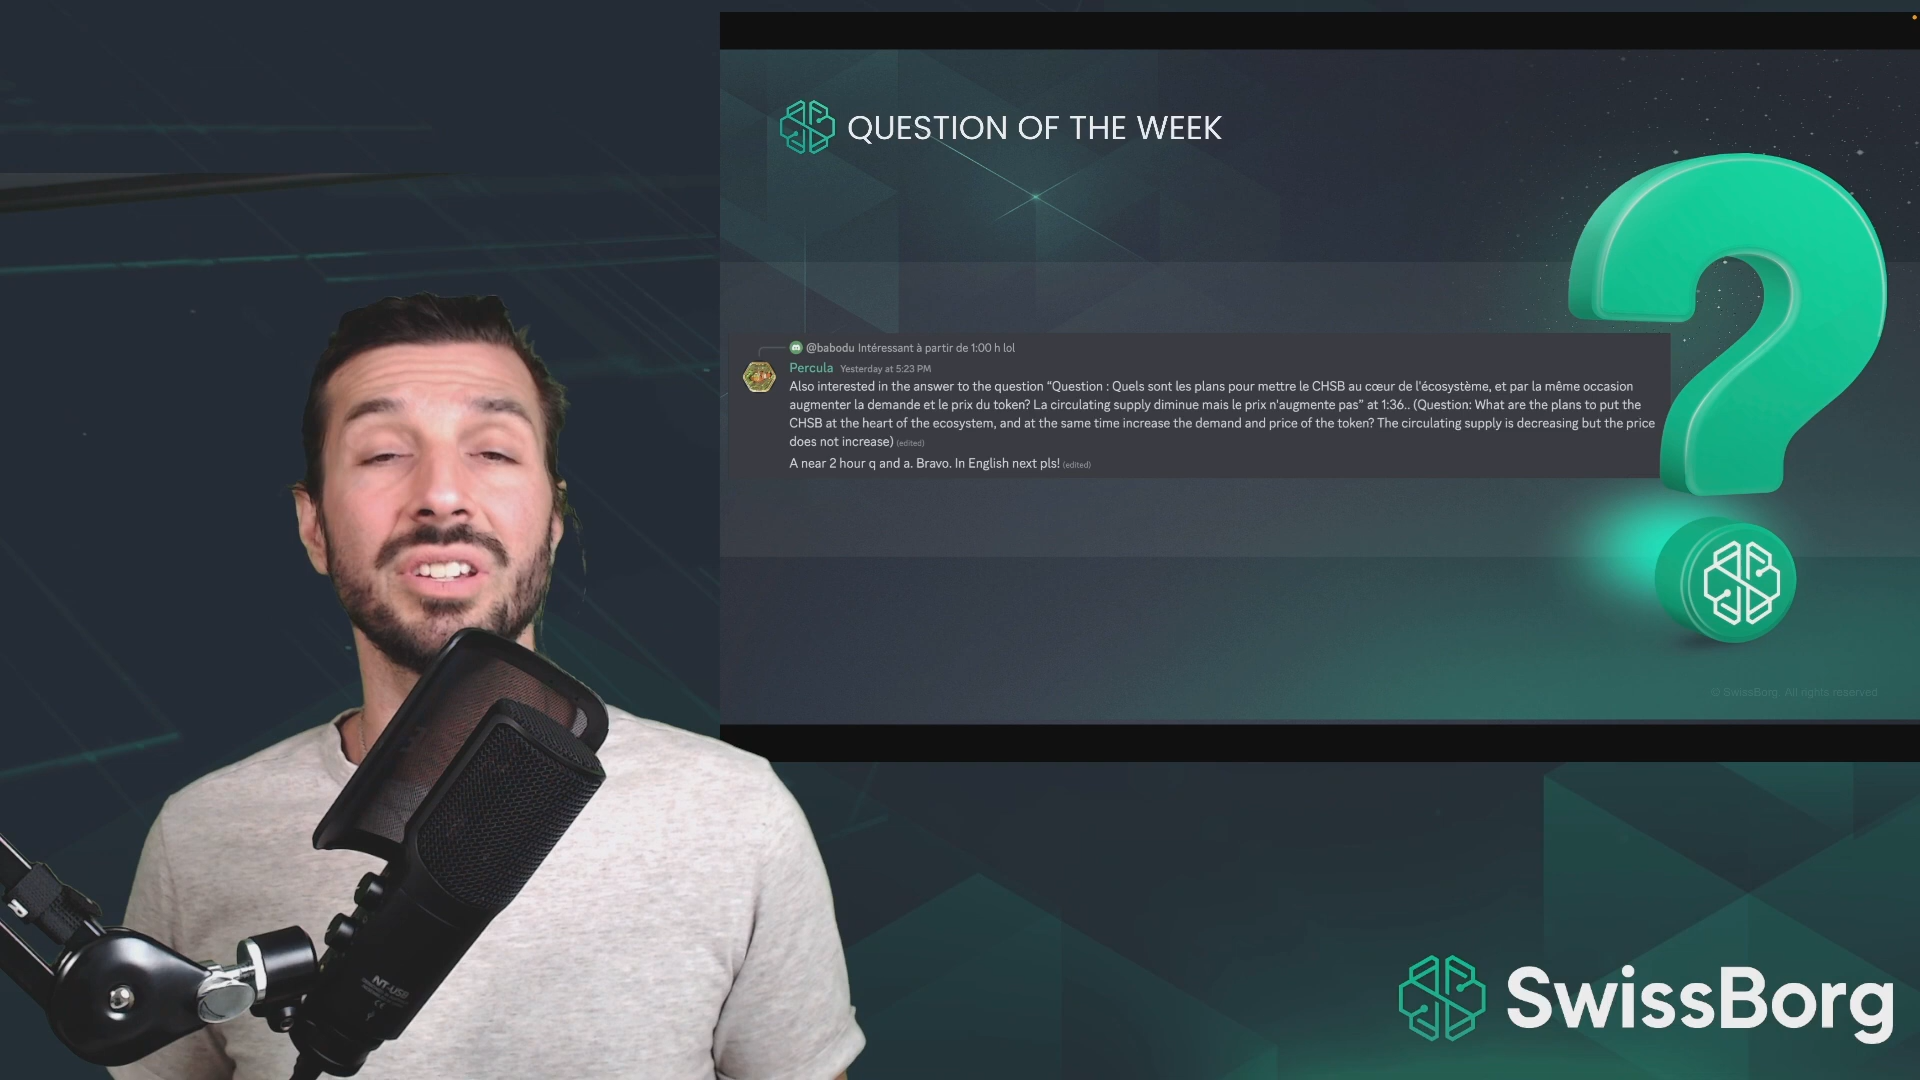 QUESTION OF THE WEEK
@babodu Intéressant à partir de 1:00 h lol
Percula Yesterday at 5:23 PM
Also interested in the answer to the question “Question : Quels sont les plans pour mettre le CHSB au cœur de l'écosystème, et par la même occasion
augmenter la demande et le prix du token? La circulating supply diminue mais le prix n'augmente pas” at 1:36.. (Question: What are the plans to put the
CHSB at the heart of the ecosystem, and at the same time increase the demand and price of the token? The circulating supply is decreasing but the price
does not increase) (edited)
A near 2 hour q and a. Bravo. In English next pls! (edited)
© SwissBorg. All rights reserved
NT-USB
SwissBorg